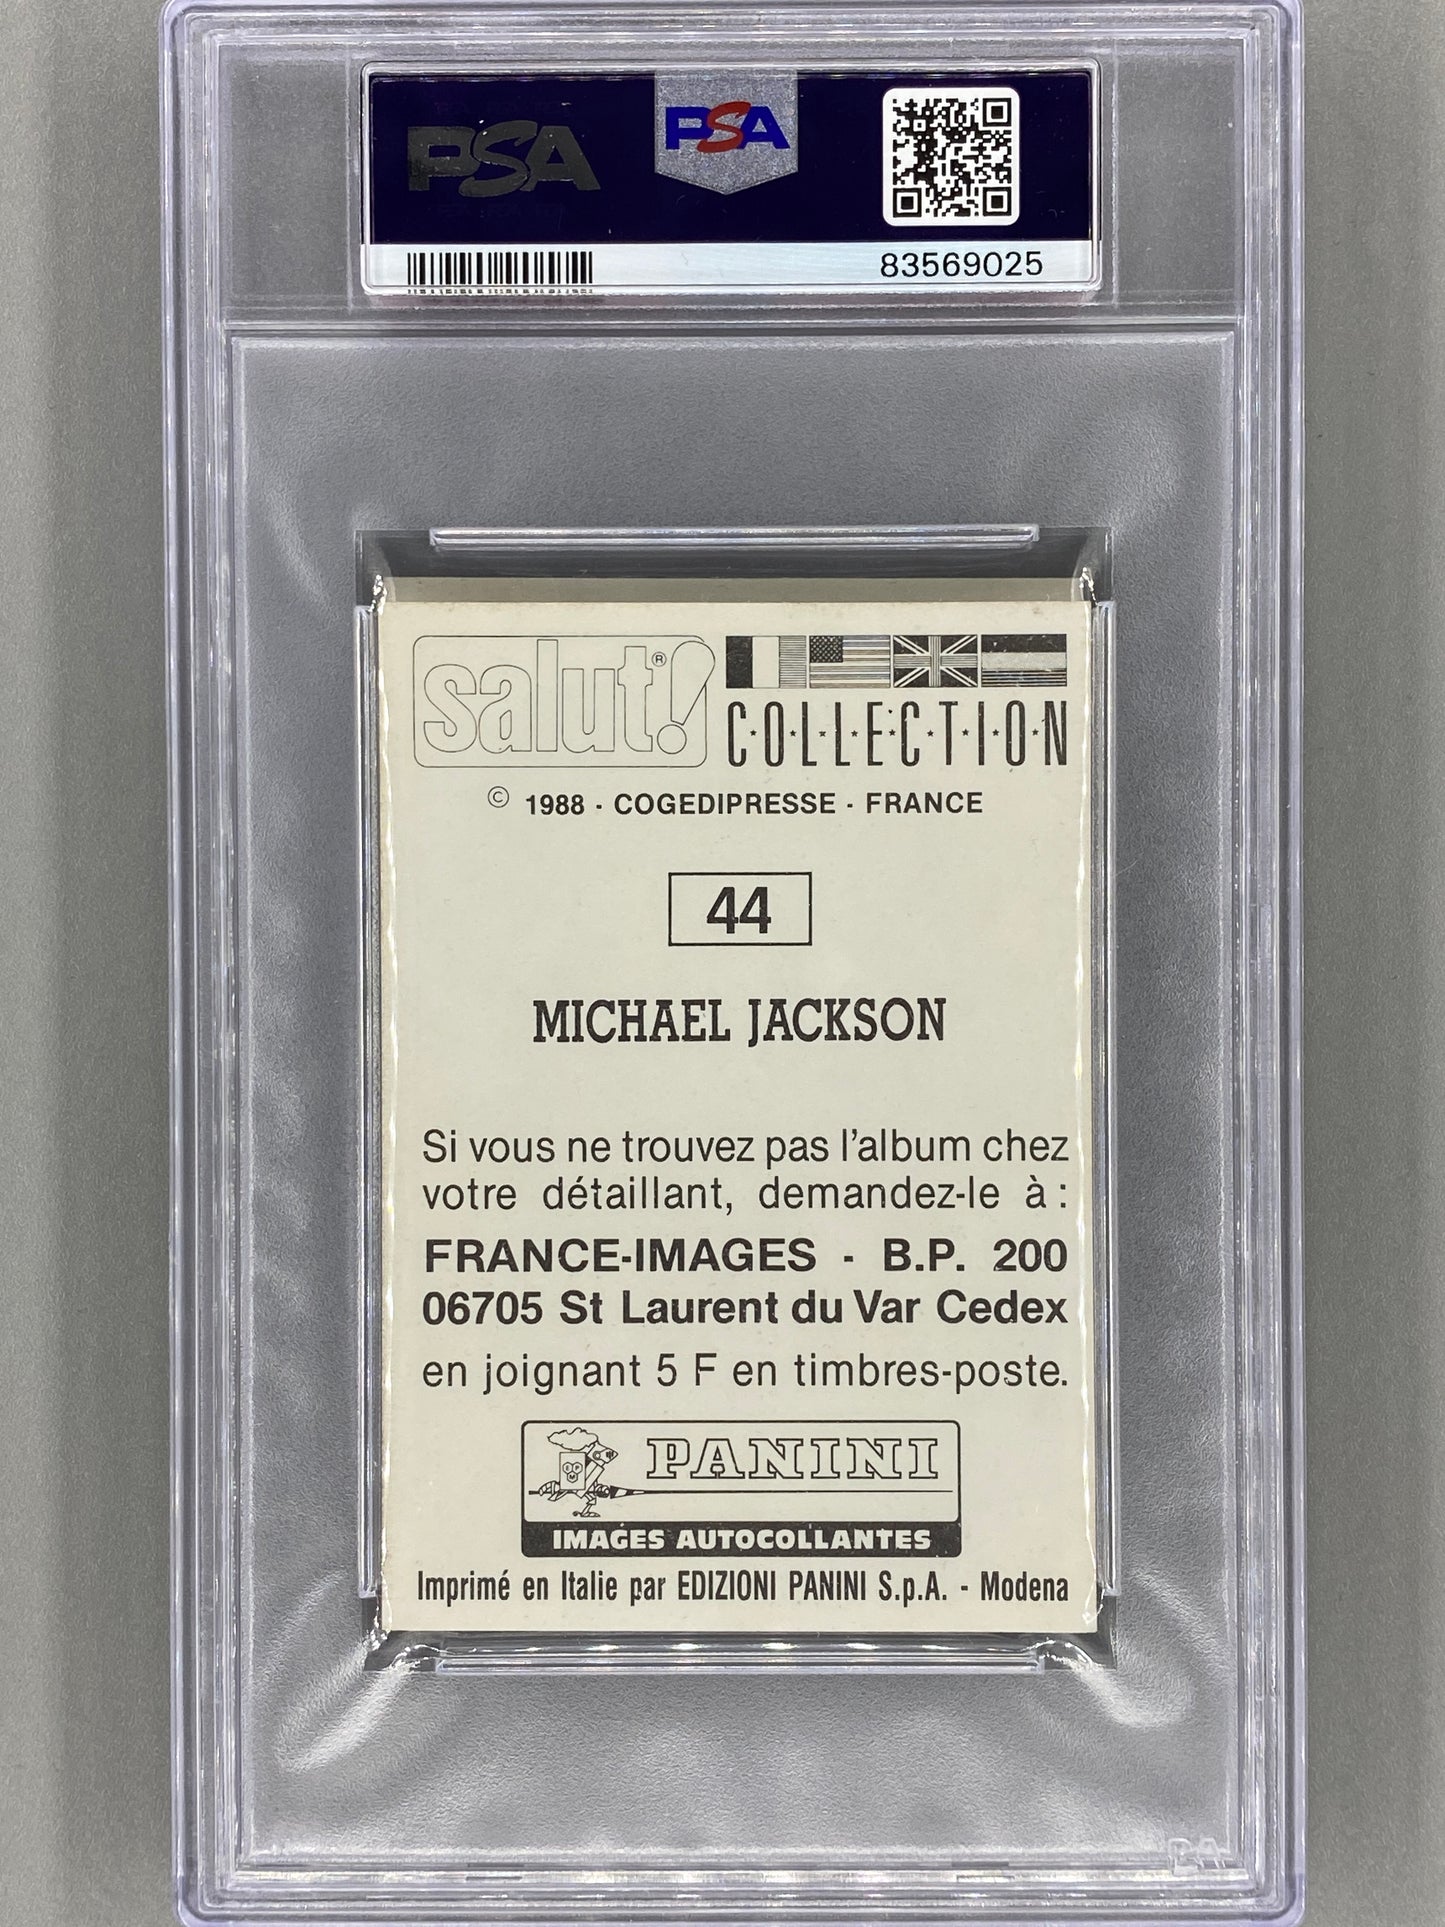 PSA
PSA
83569025
salut!®
C·O·L·L·E·C·T·I·O·N
© 1988 - COGEDIPRESSE - FRANCE
44
MICHAEL JACKSON
Si vous ne trouvez pas l'album chez
votre détaillant, demandez-le à :
FRANCE-IMAGES - B.P. 200
06705 St Laurent du Var Cedex
en joignant 5 F en timbres-poste.
PANINI
IMAGES AUTOCOLLANTES
Imprimé en Italie par EDIZIONI PANINI S.p.A. - Modena